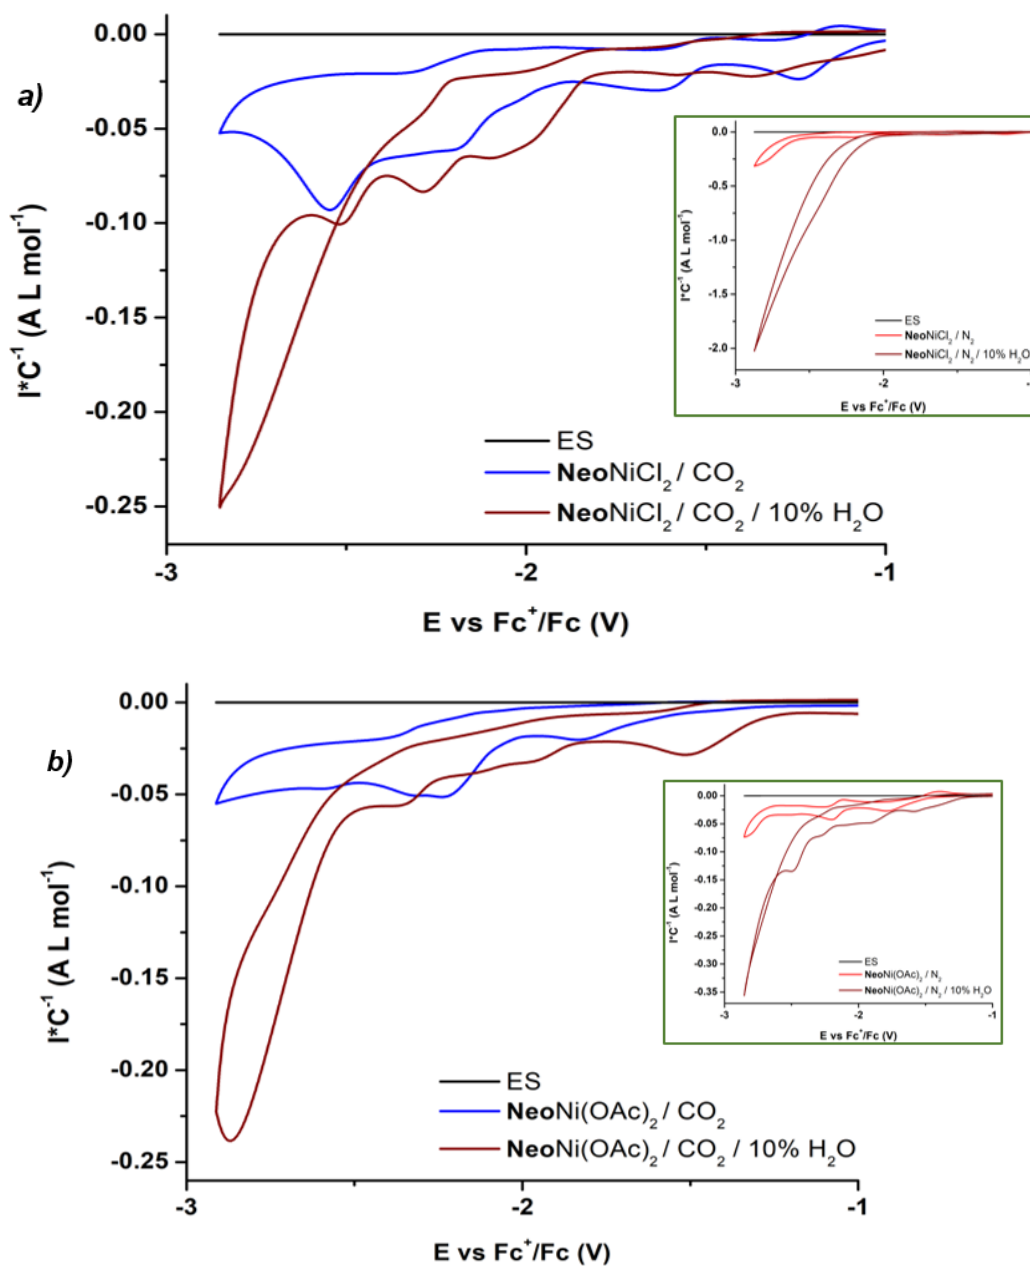 a)
0.00
-0.05
-0.10
-0.15
-0.20
-0.25
I*C⁻¹ (A L mol⁻¹)
-3
-2
-1
E vs Fc⁺/Fc (V)
ES
NeoNiCl₂ / CO₂
NeoNiCl₂ / CO₂ / 10% H₂O
0.0
-0.5
-1.0
-1.5
-2.0
I*C⁻¹ (A L mol⁻¹)
ES
NeoNiCl₂ / N₂
NeoNiCl₂ / N₂ / 10% H₂O
-3
-2
E vs Fc⁺/Fc (V)
b)
0.00
-0.05
-0.10
-0.15
-0.20
-0.25
I*C⁻¹ (A L mol⁻¹)
-3
-2
-1
E vs Fc⁺/Fc (V)
ES
NeoNi(OAc)₂ / CO₂
NeoNi(OAc)₂ / CO₂ / 10% H₂O
0.00
-0.05
-0.10
-0.15
-0.20
-0.25
-0.30
-0.35
I*C⁻¹ (A L mol⁻¹)
ES
NeoNi(OAc)₂ / N₂
NeoNi(OAc)₂ / N₂ / 10% H₂O
-3
-2
-1
E vs Fc⁺/Fc (V)